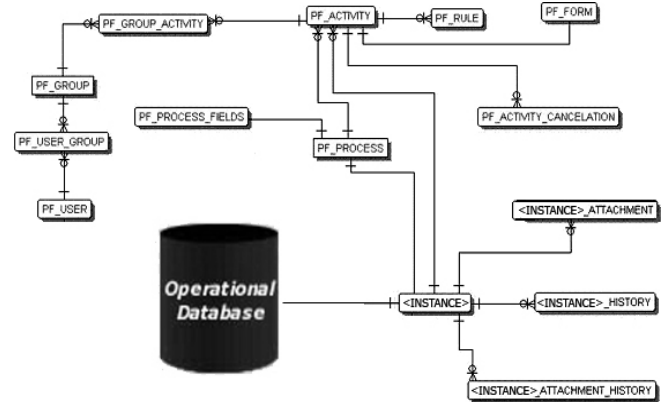 PF_FORM
PF_GROUP_ACTIVITY
PF_ACTIVITY
PF_RULE
PF_GROUP
PF_PROCESS_FIELDS
PF_ACTIVITY_CANCELATION
PF_USER_GROUP
PF_PROCESS
PF_USER
<INSTANCE>_ATTACHMENT
Operational
Database
<INSTANCE>
<INSTANCE>_HISTORY
<INSTANCE>_ATTACHMENT_HISTORY